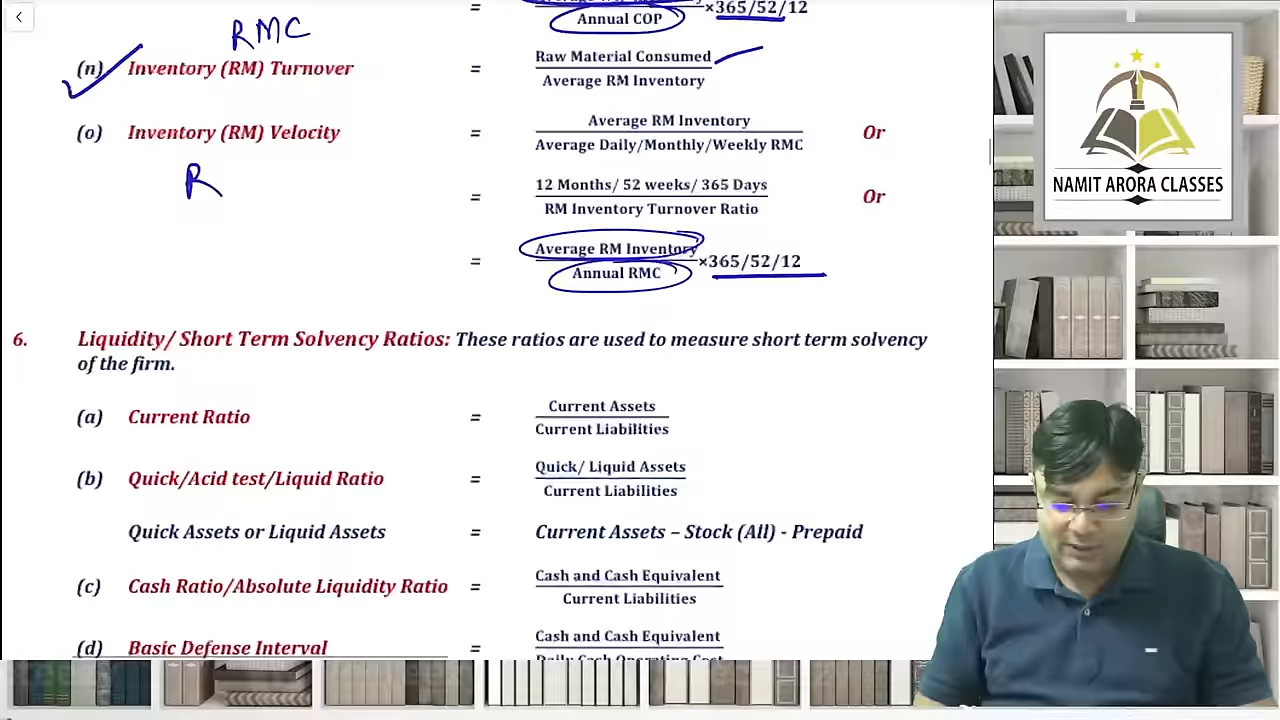 = Annual COP ×365/52/12
RMC
(n) Inventory (RM) Turnover = Raw Material Consumed
Average RM Inventory
(o) Inventory (RM) Velocity = Average RM Inventory Or
Average Daily/Monthly/Weekly RMC
R
= 12 Months/ 52 weeks/ 365 Days Or
RM Inventory Turnover Ratio
= Average RM Inventory ×365/52/12
Annual RMC
6. Liquidity/ Short Term Solvency Ratios: These ratios are used to measure short term solvency
of the firm.
(a) Current Ratio = Current Assets
Current Liabilities
(b) Quick/Acid test/Liquid Ratio = Quick/ Liquid Assets
Current Liabilities
Quick Assets or Liquid Assets = Current Assets – Stock (All) - Prepaid
(c) Cash Ratio/Absolute Liquidity Ratio = Cash and Cash Equivalent
Current Liabilities
(d) Basic Defense Interval = Cash and Cash Equivalent
NAMIT ARORA CLASSES